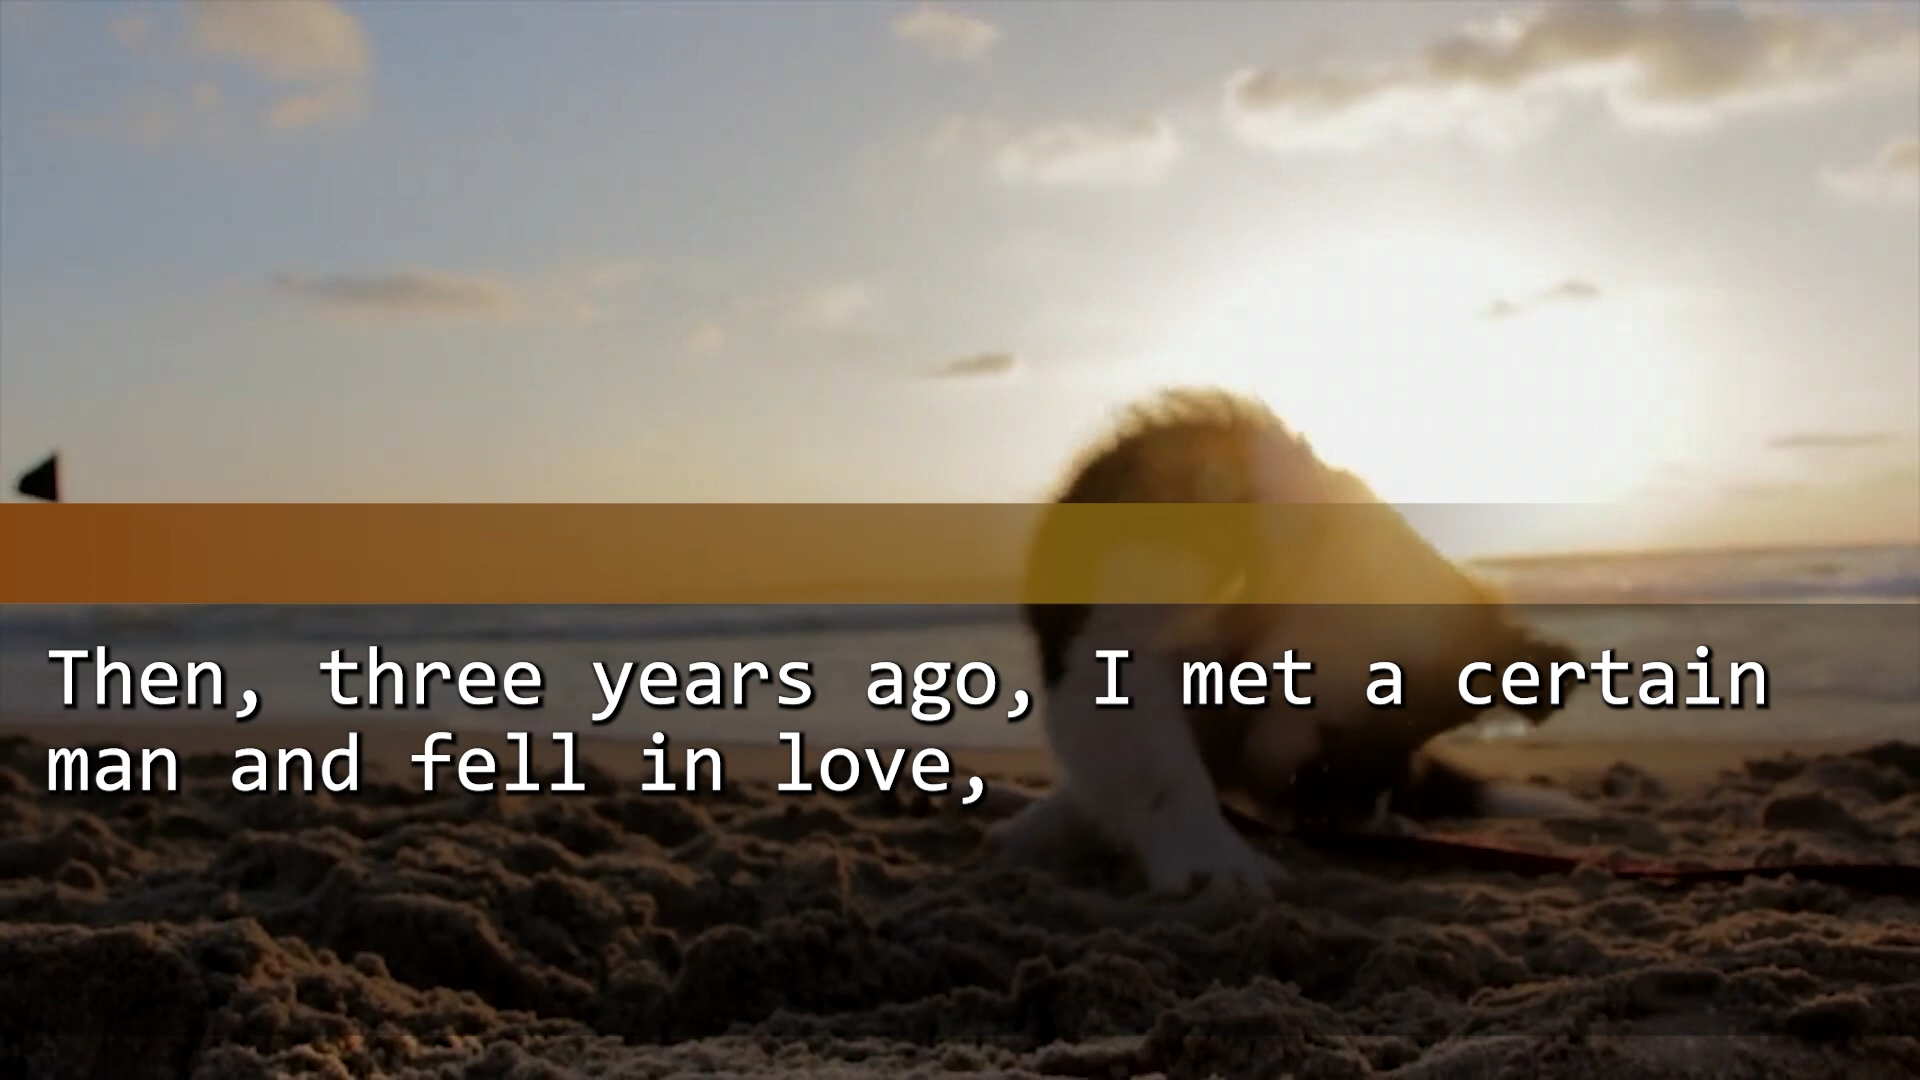 Then, three years ago, I met a certain
man and fell in love,